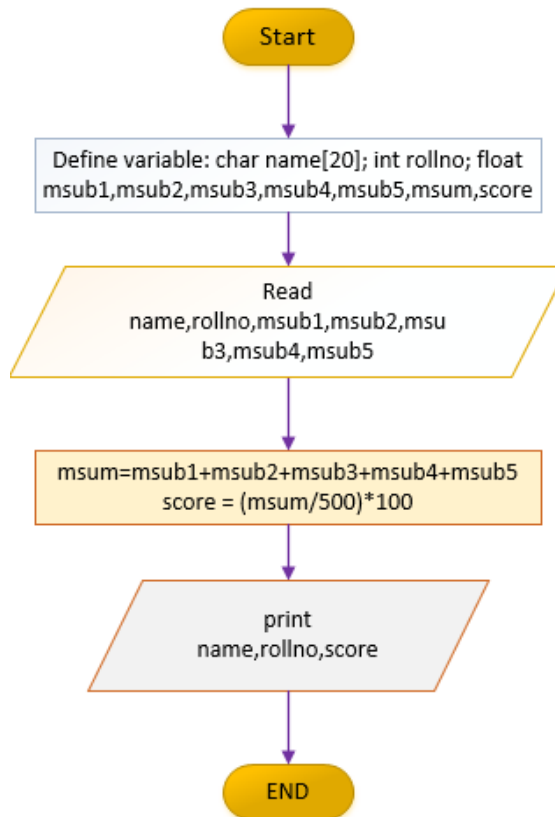 Start
Define variable: char name[20]; int rollno; float
msub1,msub2,msub3,msub4,msub5,msum,score
Read
name,rollno,msub1,msub2,msu
b3,msub4,msub5
msum=msub1+msub2+msub3+msub4+msub5
score = (msum/500)*100
print
name,rollno,score
END